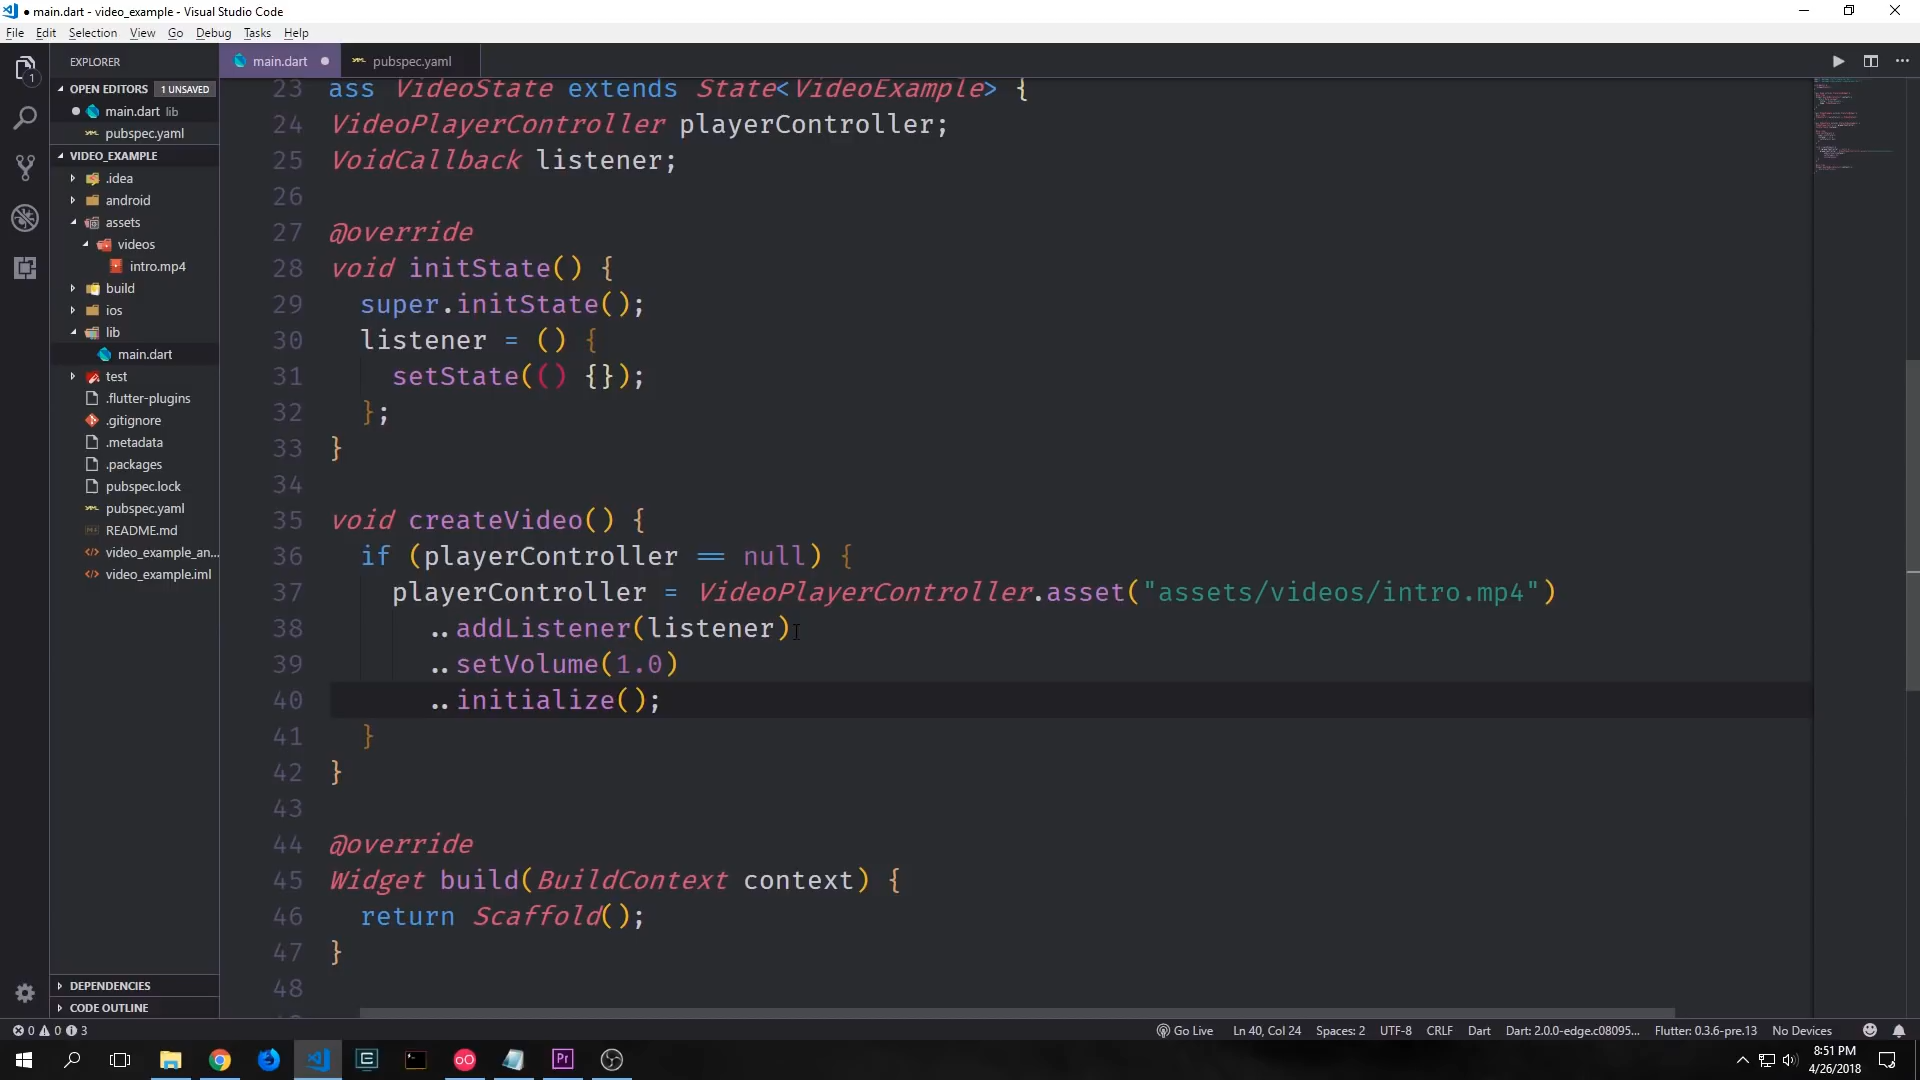 ● main.dart - video_example - Visual Studio Code
File Edit Selection View Go Debug Tasks Help
EXPLORER
OPEN EDITORS 1 UNSAVED
● main.dart lib
pubspec.yaml
VIDEO_EXAMPLE
.idea
android
assets
videos
intro.mp4
build
ios
lib
main.dart
test
.flutter-plugins
.gitignore
.metadata
.packages
pubspec.lock
pubspec.yaml
README.md
video_example_an...
video_example.iml
DEPENDENCIES
CODE OUTLINE
1
main.dart ● pubspec.yaml
23 ass VideoState extends State<VideoExample> {
24 VideoPlayerController playerController;
25 VoidCallback listener;
26
27 @override
28 void initState() {
29 super.initState();
30 listener = () {
31 setState(() {});
32 };
33 }
34
35 void createVideo() {
36 if (playerController == null) {
37 playerController = VideoPlayerController.asset("assets/videos/intro.mp4")
38 ..addListener(listener)
39 ..setVolume(1.0)
40 ..initialize();
41 }
42 }
43
44 @override
45 Widget build(BuildContext context) {
46 return Scaffold();
47 }
48
0 0 3 Go Live Ln 40, Col 24 Spaces: 2 UTF-8 CRLF Dart Dart: 2.0.0-edge.c08095... Flutter: 0.3.6-pre.13 No Devices
Pr
8:51 PM
4/26/2018